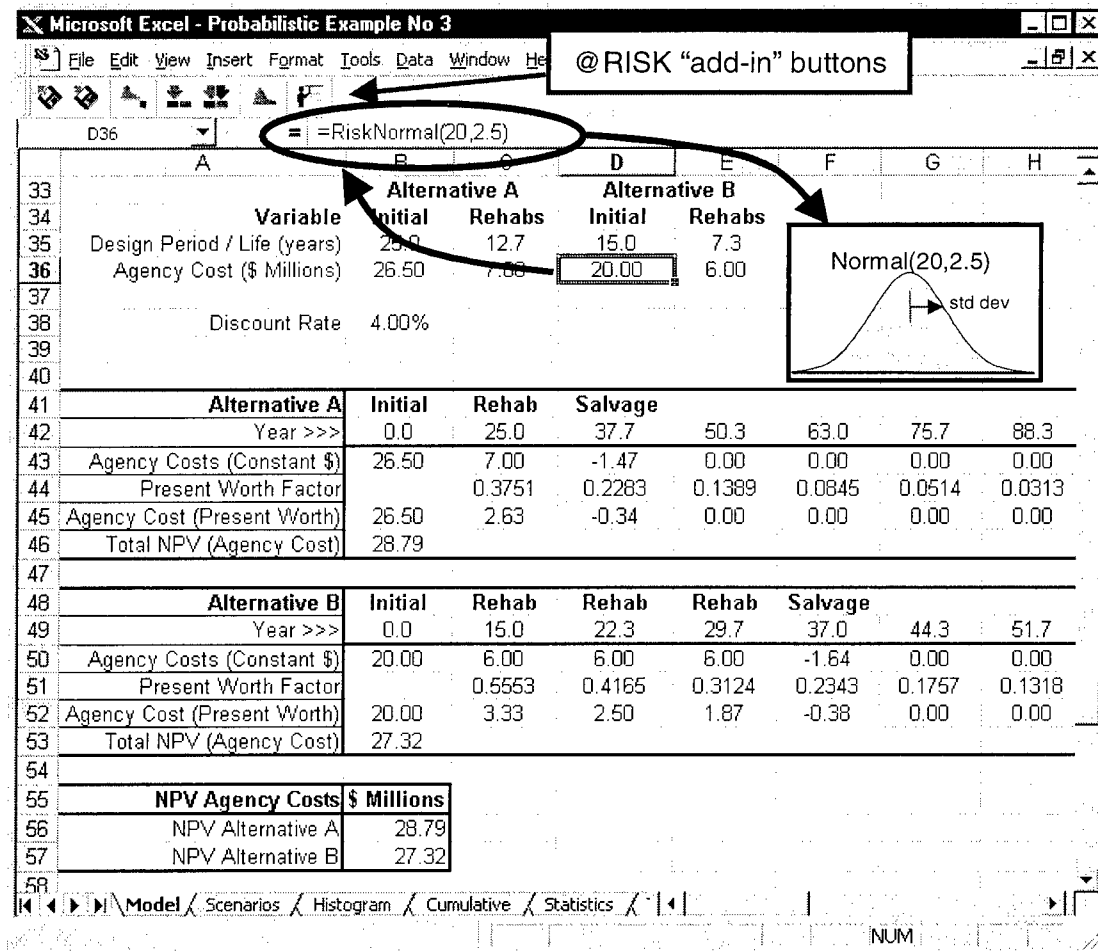 Microsoft Excel - Probabilistic Example No 3
File Edit View Insert Format Tools Data Window He
@RISK "add-in" buttons
D36 = =RiskNormal(20,2.5)
A B C D E F G H
33 Alternative A Alternative B
34 Variable Initial Rehabs Initial Rehabs
35 Design Period / Life (years) 25.0 12.7 15.0 7.3
36 Agency Cost ($ Millions) 26.50 7.00 20.00 6.00
Normal(20,2.5)
std dev
37
38 Discount Rate 4.00%
39
40
41 Alternative A Initial Rehab Salvage
42 Year >>> 0.0 25.0 37.7 50.3 63.0 75.7 88.3
43 Agency Costs (Constant $) 26.50 7.00 -1.47 0.00 0.00 0.00 0.00
44 Present Worth Factor 0.3751 0.2283 0.1389 0.0845 0.0514 0.0313
45 Agency Cost (Present Worth) 26.50 2.63 -0.34 0.00 0.00 0.00 0.00
46 Total NPV (Agency Cost) 28.79
47
48 Alternative B Initial Rehab Rehab Rehab Salvage
49 Year >>> 0.0 15.0 22.3 29.7 37.0 44.3 51.7
50 Agency Costs (Constant $) 20.00 6.00 6.00 6.00 -1.64 0.00 0.00
51 Present Worth Factor 0.5553 0.4165 0.3124 0.2343 0.1757 0.1318
52 Agency Cost (Present Worth) 20.00 3.33 2.50 1.87 -0.38 0.00 0.00
53 Total NPV (Agency Cost) 27.32
54
55 NPV Agency Costs $ Millions
56 NPV Alternative A 28.79
57 NPV Alternative B 27.32
58
Model Scenarios Histogram Cumulative Statistics
NUM